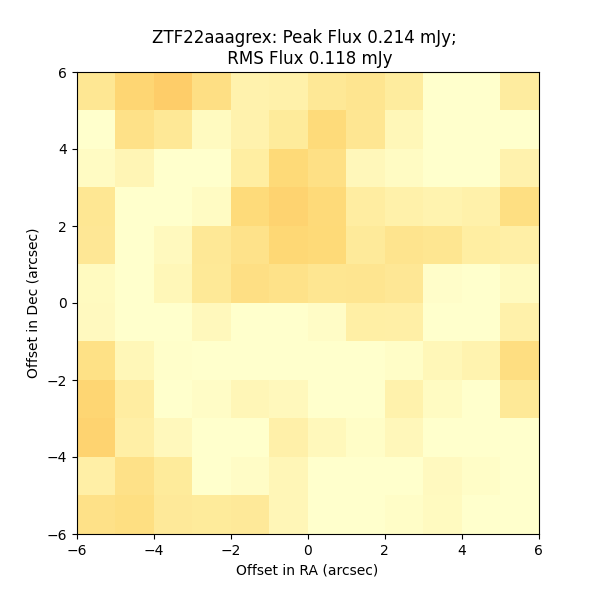 ZTF22aaagrex: Peak Flux 0.214 mJy;
RMS Flux 0.118 mJy
6
4
2
0
−2
−4
−6
Offset in Dec (arcsec)
−6 −4 −2 0 2 4 6
Offset in RA (arcsec)